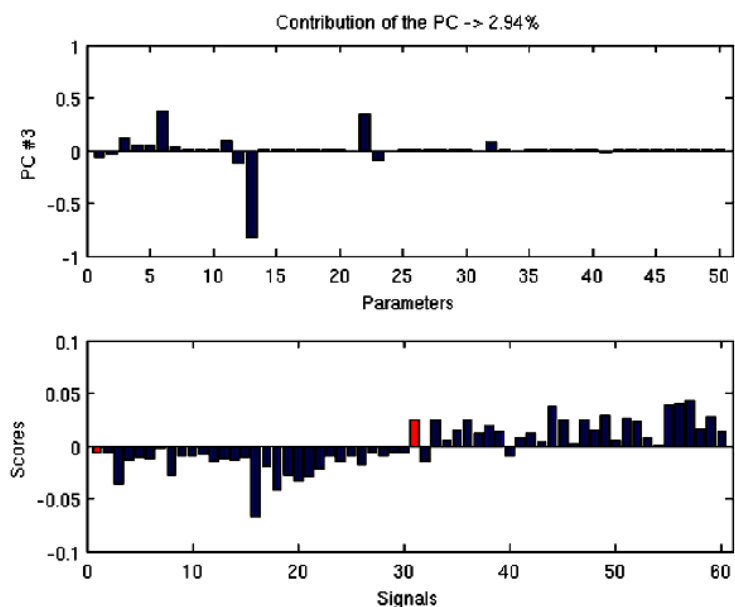 Contribution of the PC -> 2.94%
1
0.5
0
-0.5
-1
PC #3
0 5 10 15 20 25 30 35 40 45 50
Parameters
0.1
0.05
0
-0.05
-0.1
Scores
0 10 20 30 40 50 60
Signals